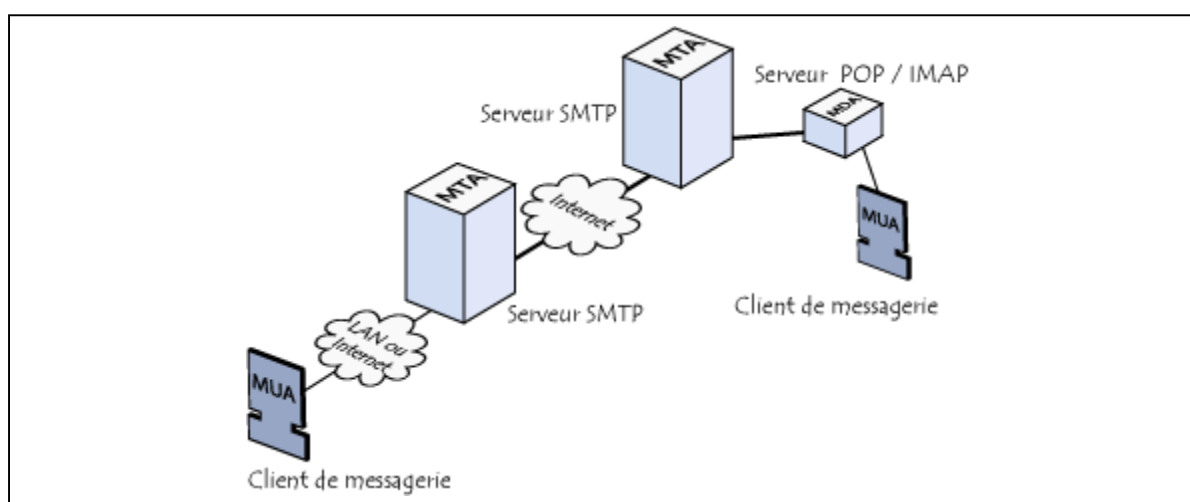 MTA
Serveur POP / IMAP
MDA
Serveur SMTP
MTA
Internet
MUA
Client de messagerie
Serveur SMTP
LAN ou
Internet
MUA
Client de messagerie